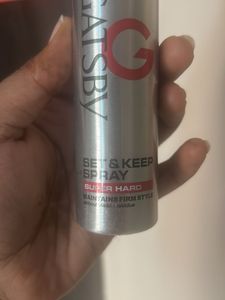 GATSBY
G
SET & KEEP
SPRAY
SUPER HARD
MAINTAINS FIRM STYLE